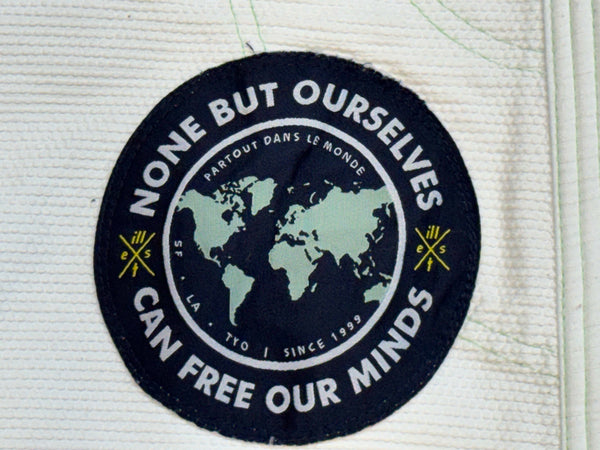 NONE BUT OURSELVES
PARTOUT DANS LE MONDE
ill
e s
t
ill
e s
t
SF · LA · TYO | SINCE 1999
CAN FREE OUR MINDS